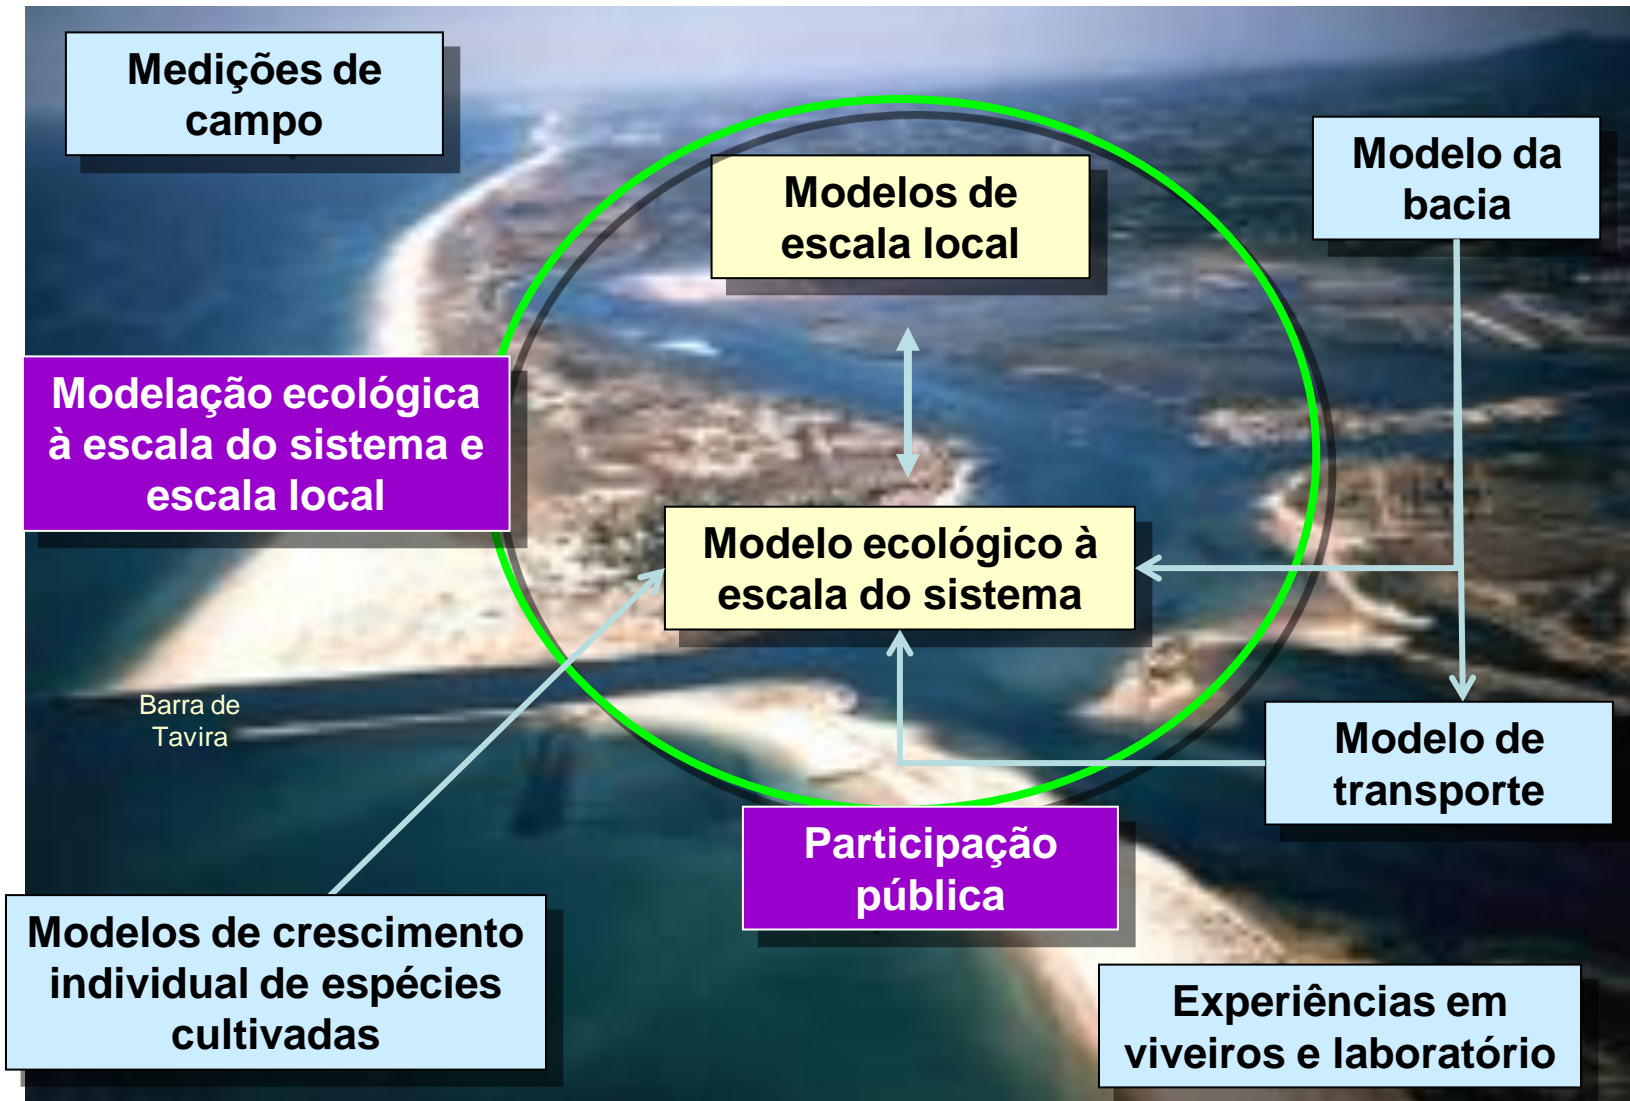 Medições de
campo
Modelos de
escala local
Modelo da
bacia
Modelação ecológica
à escala do sistema e
escala local
Modelo ecológico à
escala do sistema
Barra de
Tavira
Modelo de
transporte
Participação
pública
Modelos de crescimento
individual de espécies
cultivadas
Experiências em
viveiros e laboratório